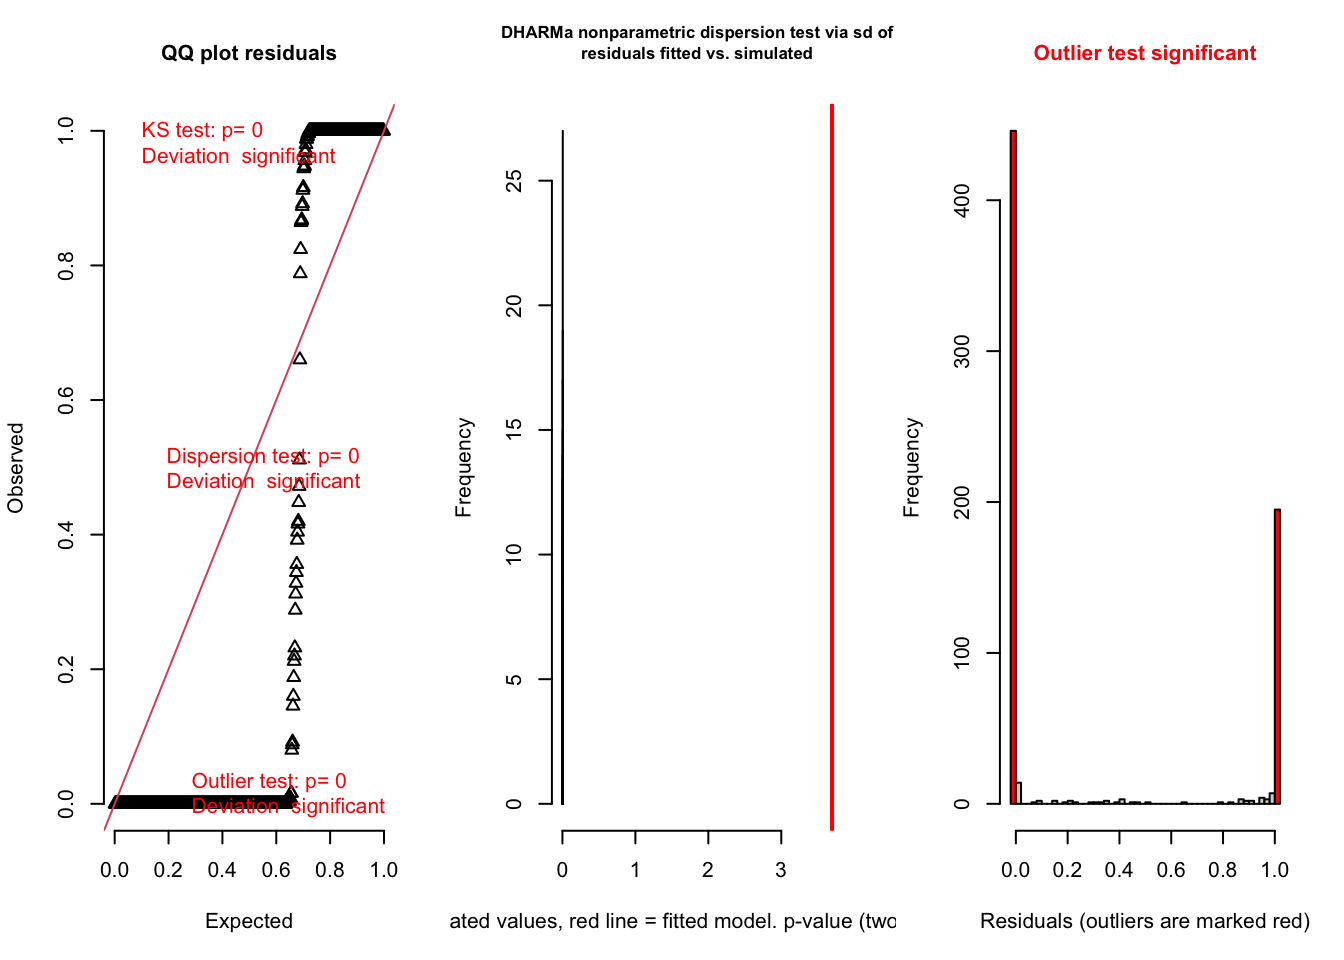 QQ plot residuals
KS test: p= 0
Deviation  significant
Dispersion test: p= 0
Deviation  significant
Outlier test: p= 0
Deviation  significant
Observed
0.0
0.2
0.4
0.6
0.8
1.0
0.0 0.2 0.4 0.6 0.8 1.0
Expected
DHARMa nonparametric dispersion test via sd of
residuals fitted vs. simulated
Frequency
0
5
10
15
20
25
0 1 2 3
ated values, red line = fitted model. p-value (two
Outlier test significant
Frequency
0
100
200
300
400
0.0 0.2 0.4 0.6 0.8 1.0
Residuals (outliers are marked red)